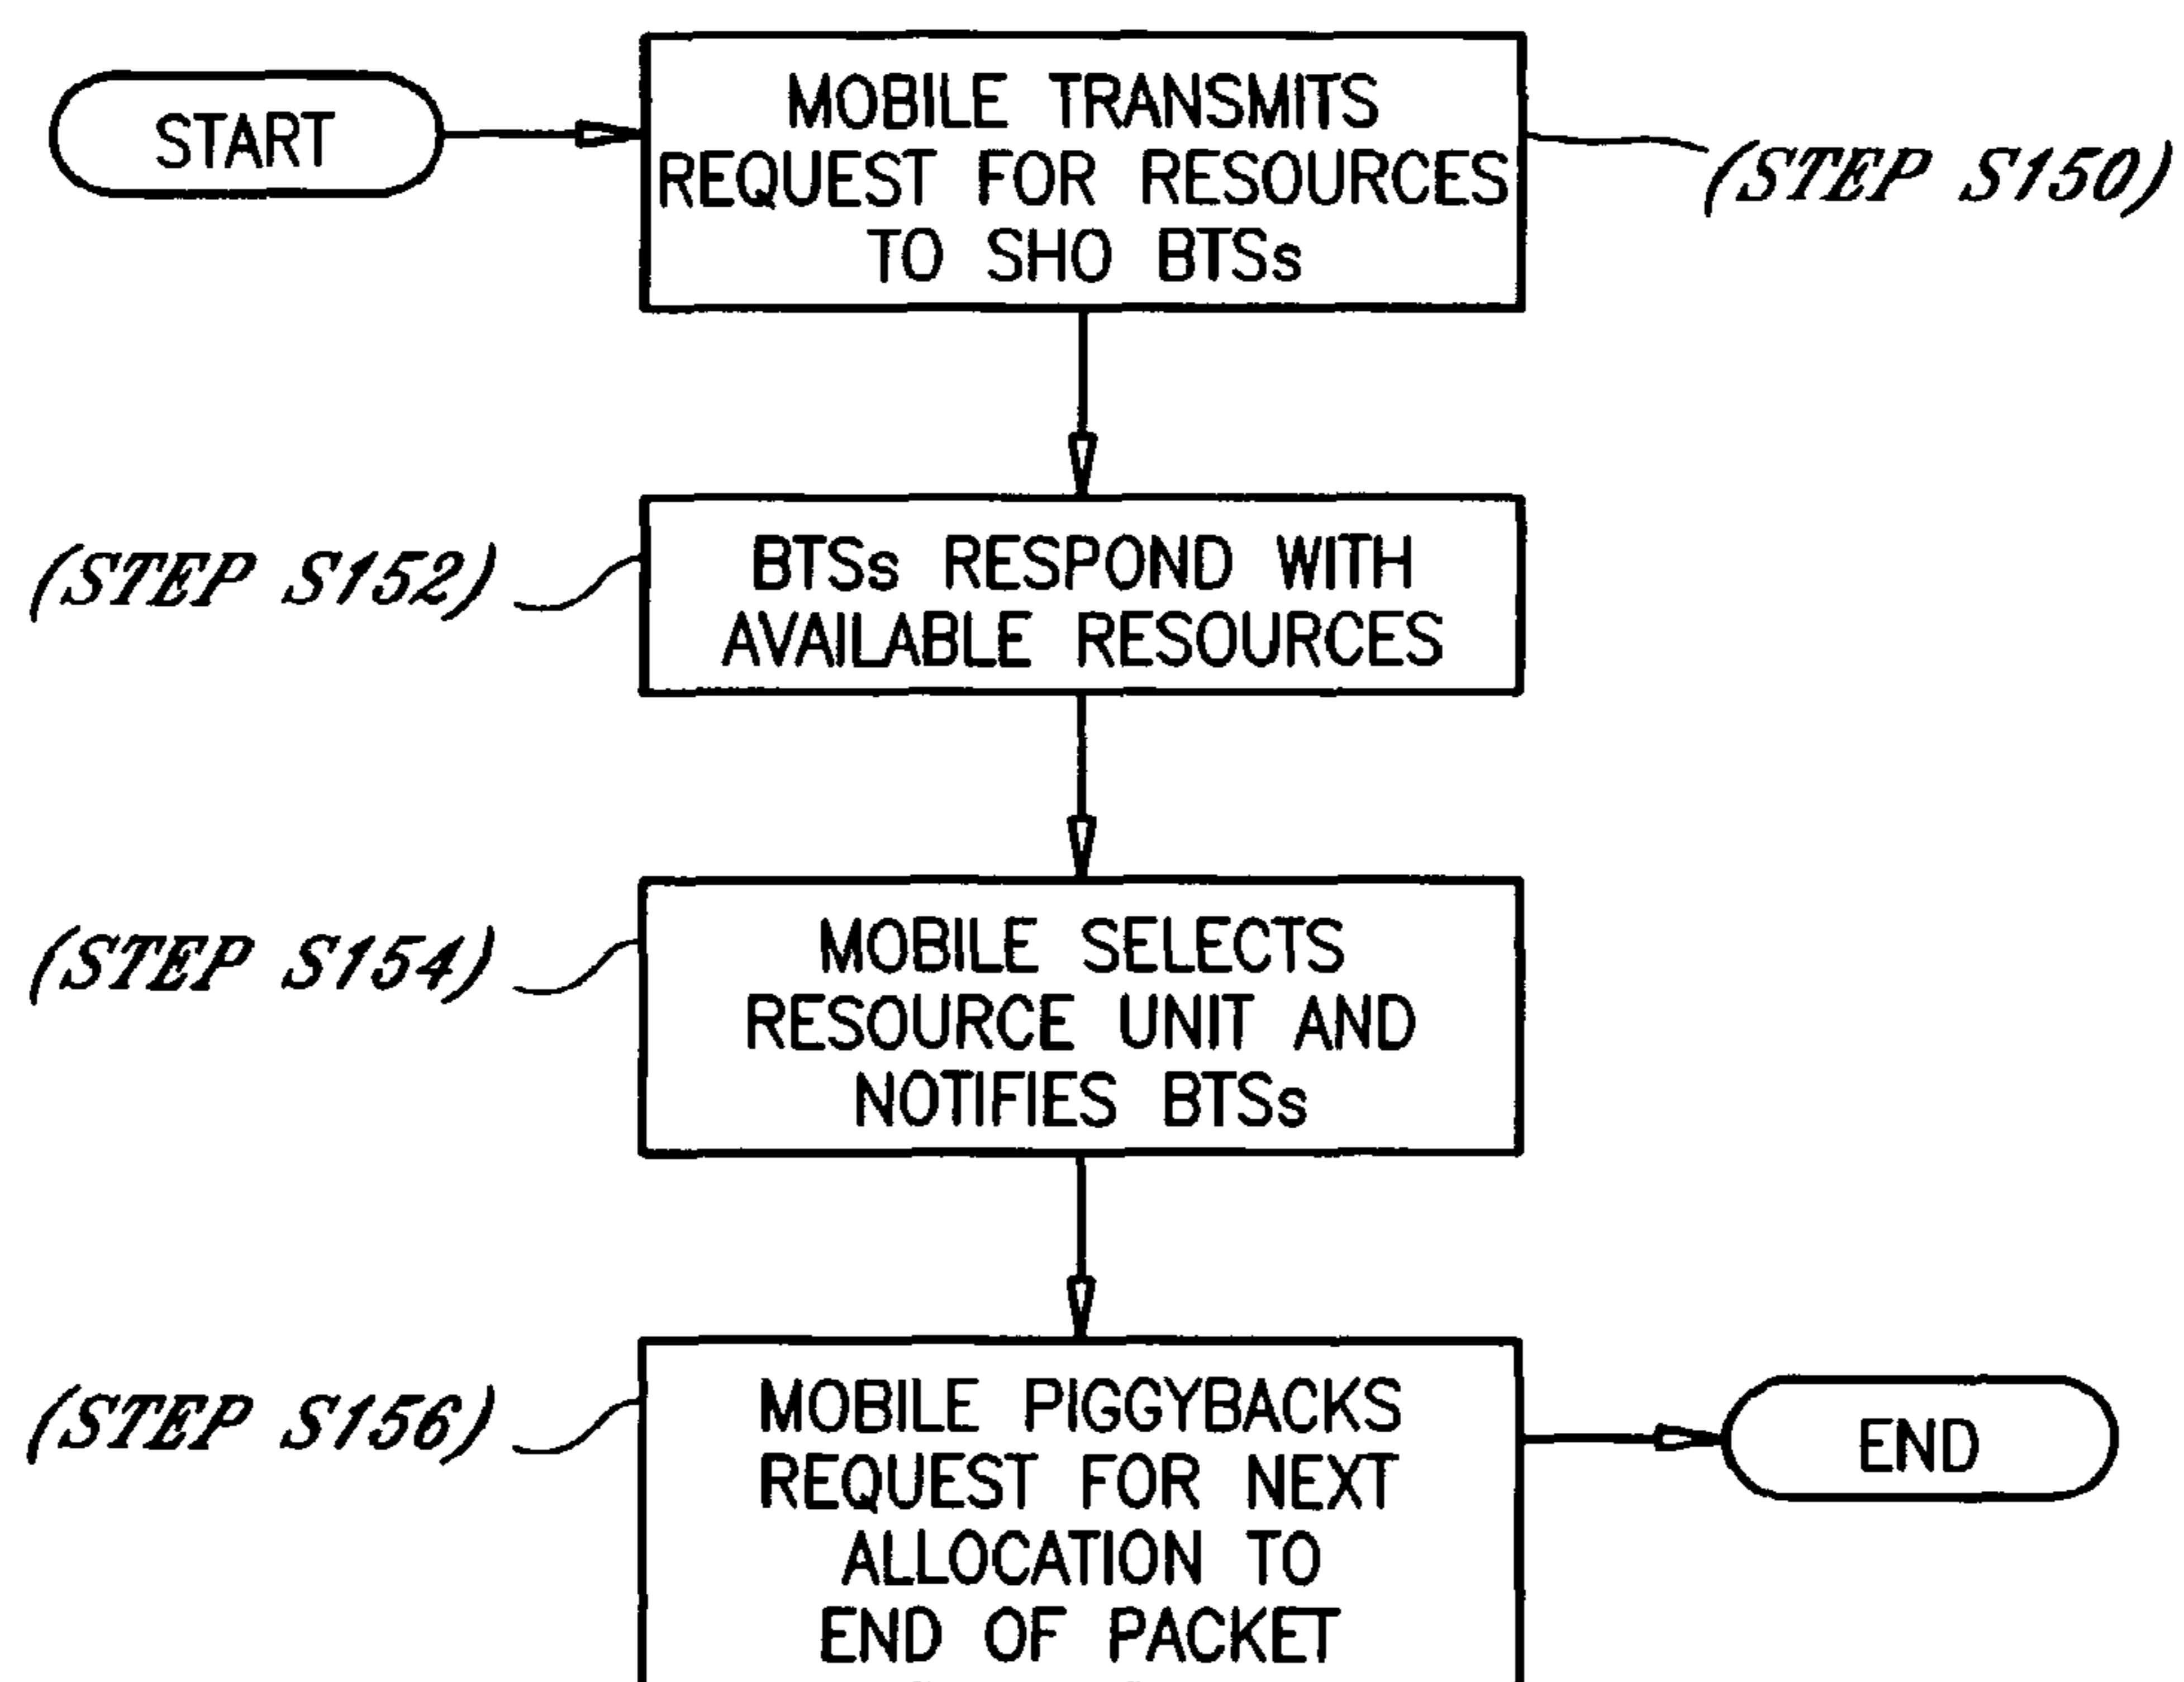 START
MOBILE TRANSMITS
REQUEST FOR RESOURCES
TO SHO BTSs
(STEP S150)
(STEP S152)
BTSs RESPOND WITH
AVAILABLE RESOURCES
(STEP S154)
MOBILE SELECTS
RESOURCE UNIT AND
NOTIFIES BTSs
(STEP S156)
MOBILE PIGGYBACKS
REQUEST FOR NEXT
ALLOCATION TO
END OF PACKET
END